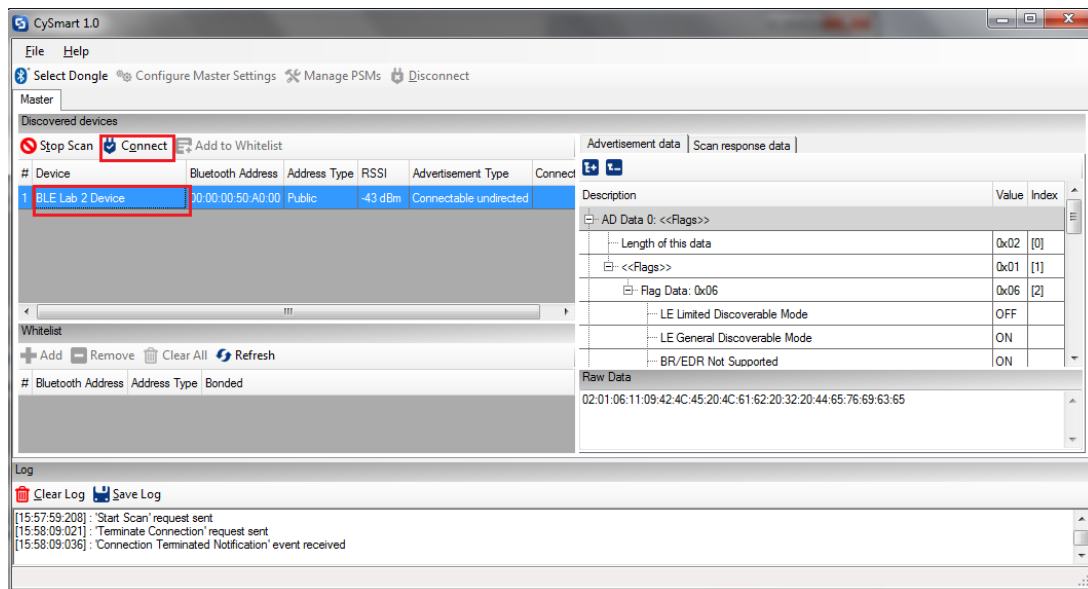 CySmart 1.0
File Help
Select Dongle Configure Master Settings Manage PSMs Disconnect
Master
Discovered devices
Stop Scan Connect Add to Whitelist
# Device Bluetooth Address Address Type RSSI Advertisement Type Connect
1 BLE Lab 2 Device 00:00:00:50:A0:00 Public -43 dBm Connectable undirected
Whitelist
Add Remove Clear All Refresh
# Bluetooth Address Address Type Bonded
Advertisement data Scan response data
Description Value Index
AD Data 0: <<Flags>>
Length of this data 0x02 [0]
<<Flags>> 0x01 [1]
Flag Data: 0x06 0x06 [2]
LE Limited Discoverable Mode OFF
LE General Discoverable Mode ON
BR/EDR Not Supported ON
Raw Data
02:01:06:11:09:42:4C:45:20:4C:61:62:20:32:20:44:65:76:69:63:65
Log
Clear Log Save Log
[15:57:59:208] : 'Start Scan' request sent
[15:58:09:021] : 'Terminate Connection' request sent
[15:58:09:036] : 'Connection Terminated Notification' event received